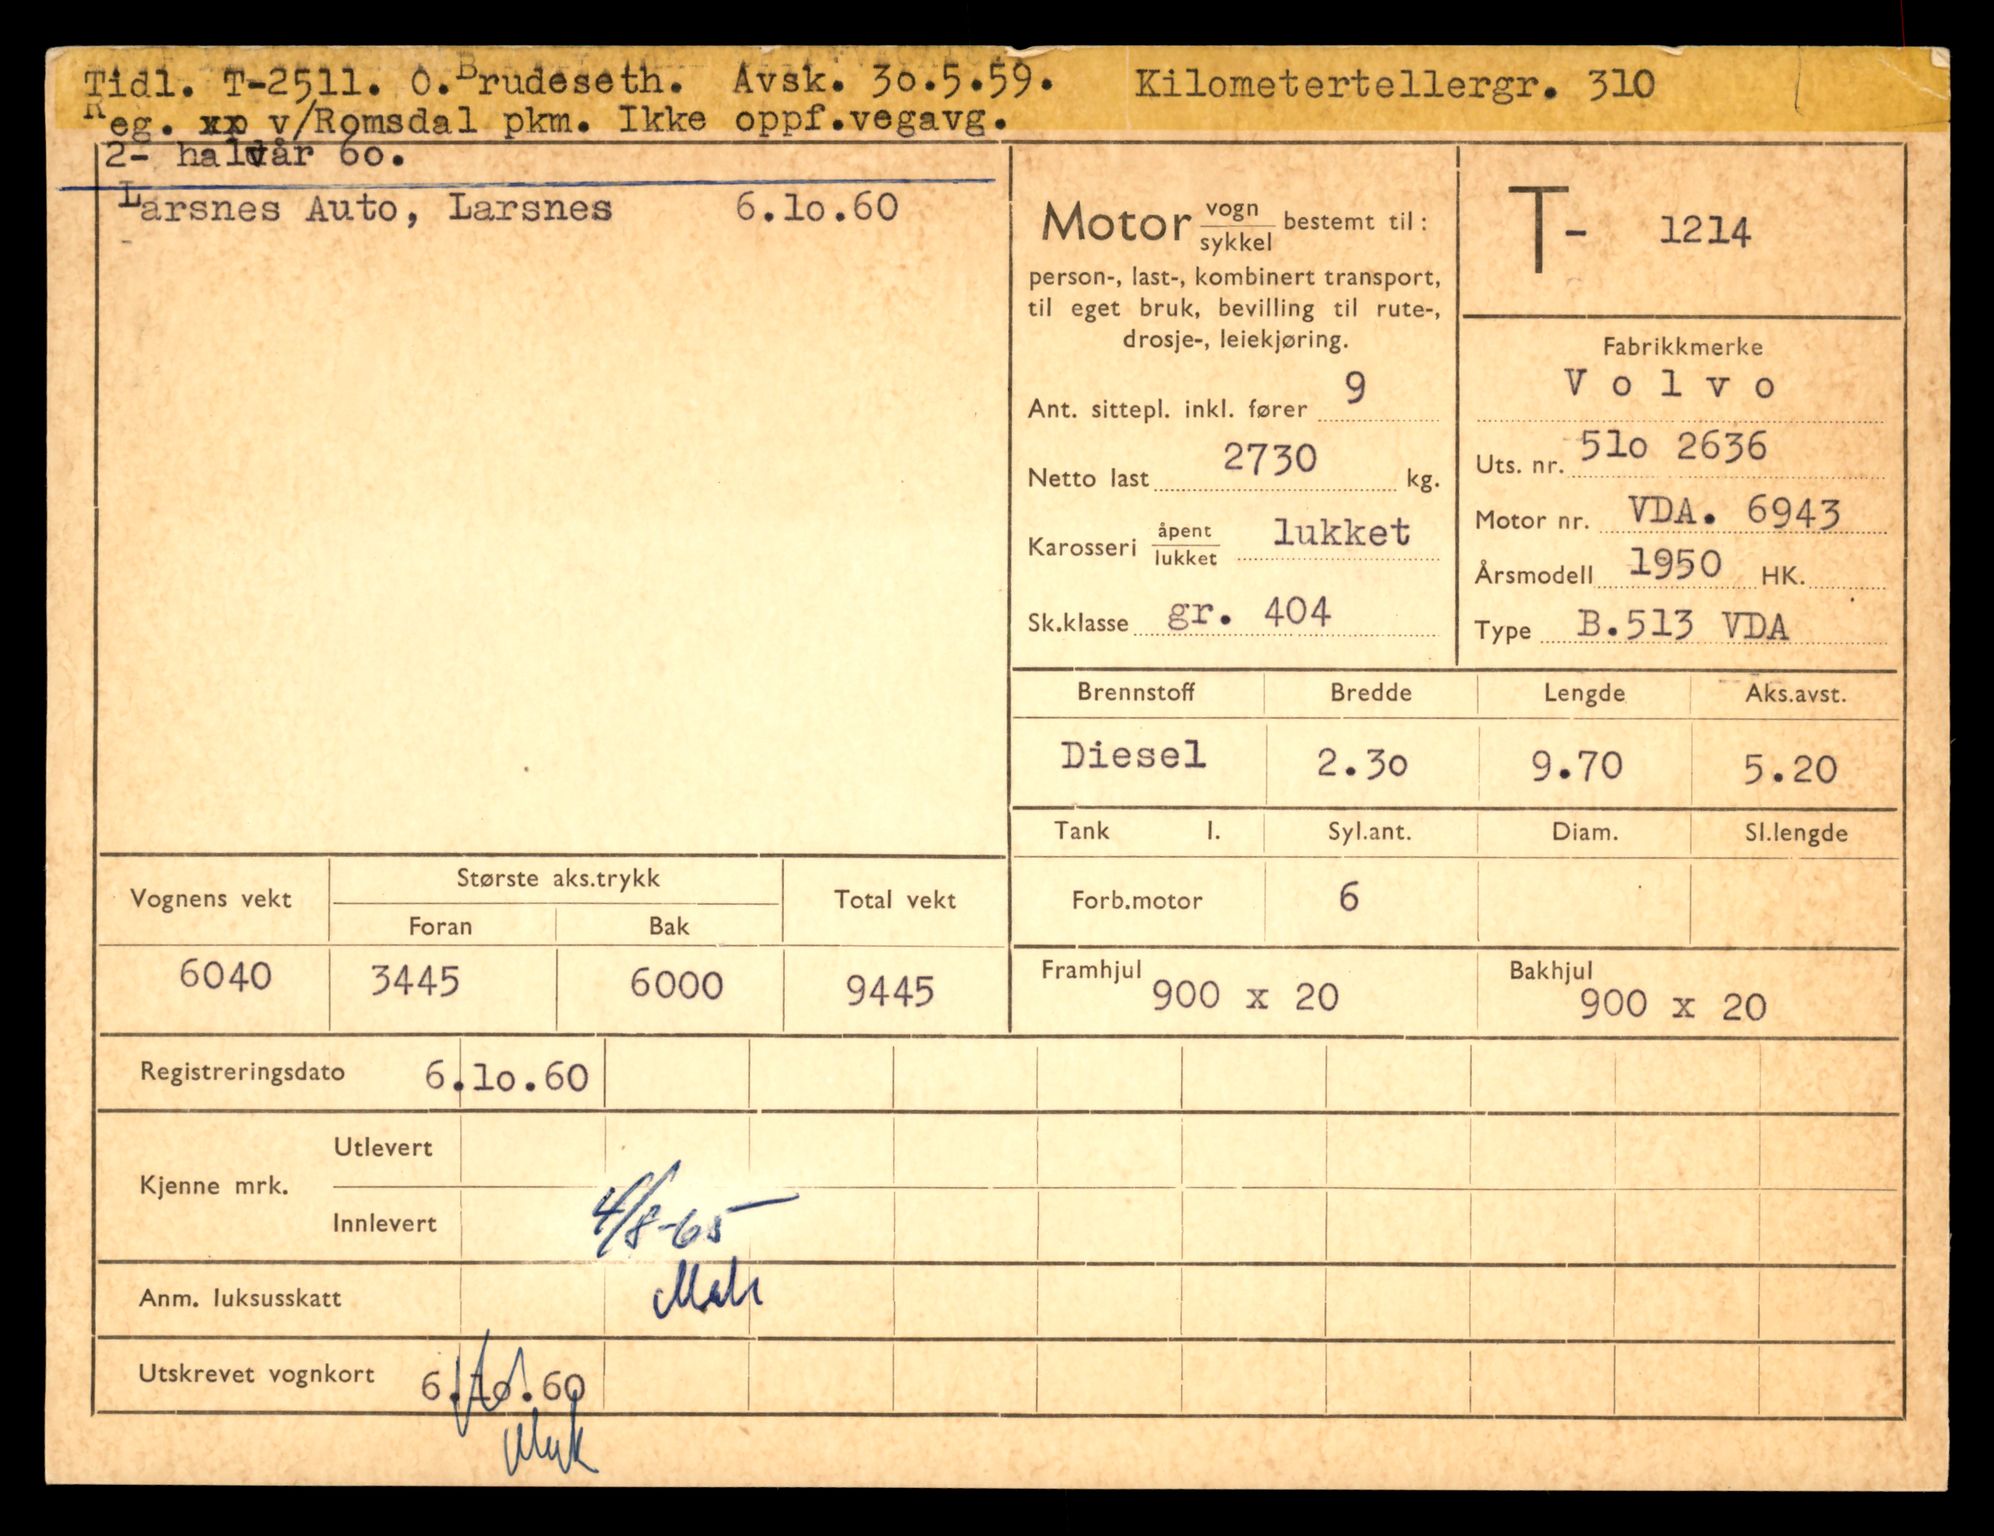 Tidl. T-2511. O.Brudeseth. Avsk. 30.5.59. Kilometertellergr. 310
Reg. xx v/Romsdal pkm. Ikke oppf.vegavg.
2- halvår 60.
Larsnes Auto, Larsnes 6.10.60
Motor vogn/sykkel bestemt til:
person-, last-, kombinert transport,
til eget bruk, bevilling til rute-,
drosje-, leiekjøring.
Ant. sittepl. inkl. fører 9
Netto last 2730 kg.
Karosseri åpent/lukket lukket
Sk.klasse gr. 404
T- 1214
Fabrikkmerke
Volvo
Uts. nr. 510 2636
Motor nr. VDA. 6943
Årsmodell 1950 HK.
Type B.513 VDA
Brennstoff Bredde Lengde Aks.avst.
Diesel 2.30 9.70 5.20
Tank l. Syl.ant. Diam. Sl.lengde
Forb.motor 6
Framhjul 900 x 20 Bakhjul 900 x 20
Vognens vekt Største aks.trykk Total vekt
Foran Bak
6040 3445 6000 9445
Registreringsdato 6.10.60
Kjenne mrk. Utlevert
Innlevert 4/8-65
Anm. luksusskatt
Utskrevet vognkort 6.10.60